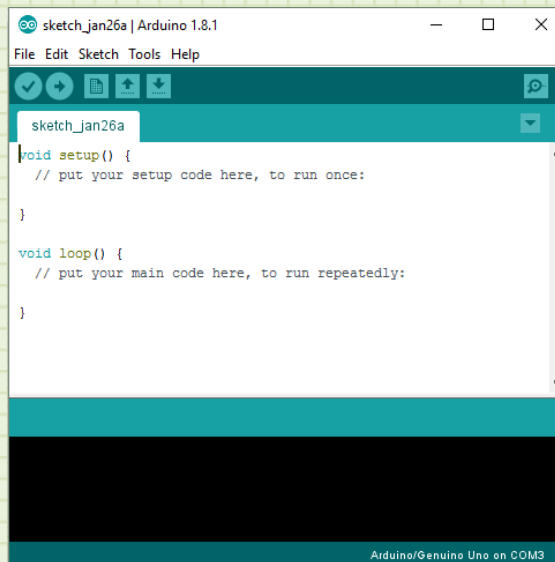 sketch_jan26a | Arduino 1.8.1
File Edit Sketch Tools Help
sketch_jan26a
void setup() {
  // put your setup code here, to run once:
}
void loop() {
  // put your main code here, to run repeatedly:
}
Arduino/Genuino Uno on COM3